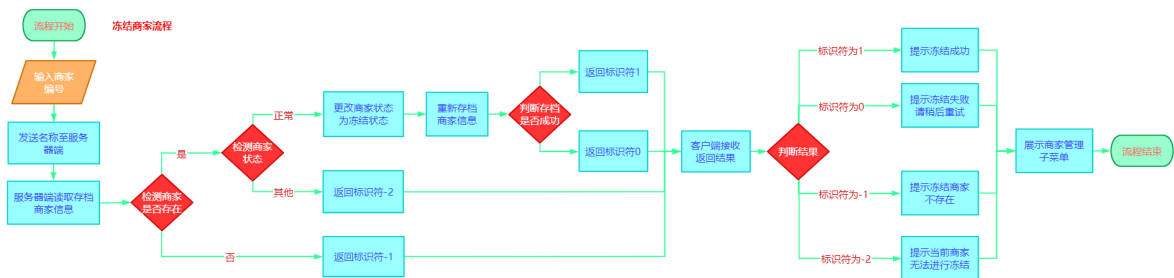 流程开始
冻结商家流程
输入商家
编号
发送名称至服务
器端
服务器端读取存档
商家信息
检测商家
是否存在
是
否
检测商家
状态
正常
其他
更改商家状态
为冻结状态
重新存档
商家信息
判断存档
是否成功
返回标识符1
返回标识符0
返回标识符-2
返回标识符-1
客户端接收
返回结果
判断结果
标识符为1
标识符为0
标识符为-1
标识符为-2
提示冻结成功
提示冻结失败
请稍后重试
提示冻结商家
不存在
提示当前商家
无法进行冻结
展示商家管理
子菜单
流程结束